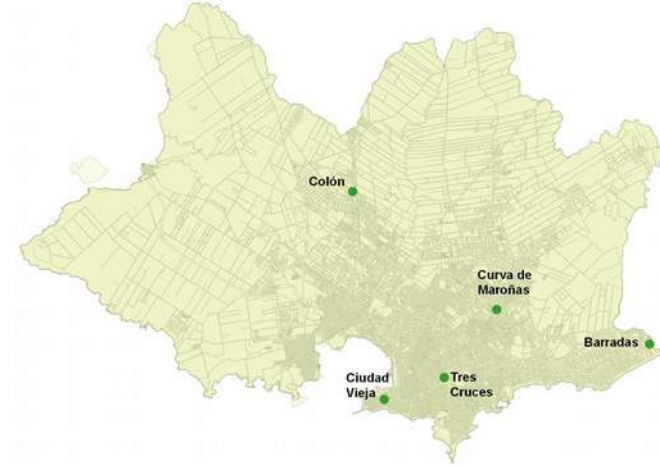 Colón
Curva de
Maroñas
Barradas
Ciudad
Vieja
Tres
Cruces